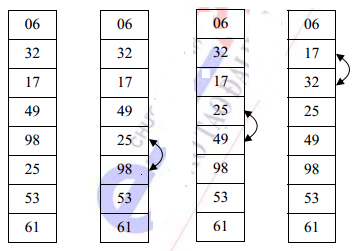 06 06 06 06
32 32 32 17
17 17 17 32
49 49 25 25
98 25 49 49
25 98 98 98
53 53 53 53
61 61 61 61